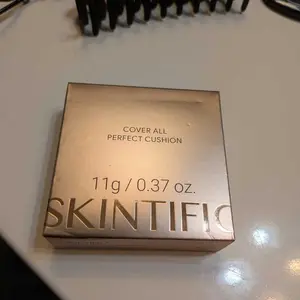 COVER ALL
PERFECT CUSHION
11g / 0.37 oz.
SKINTIFIC